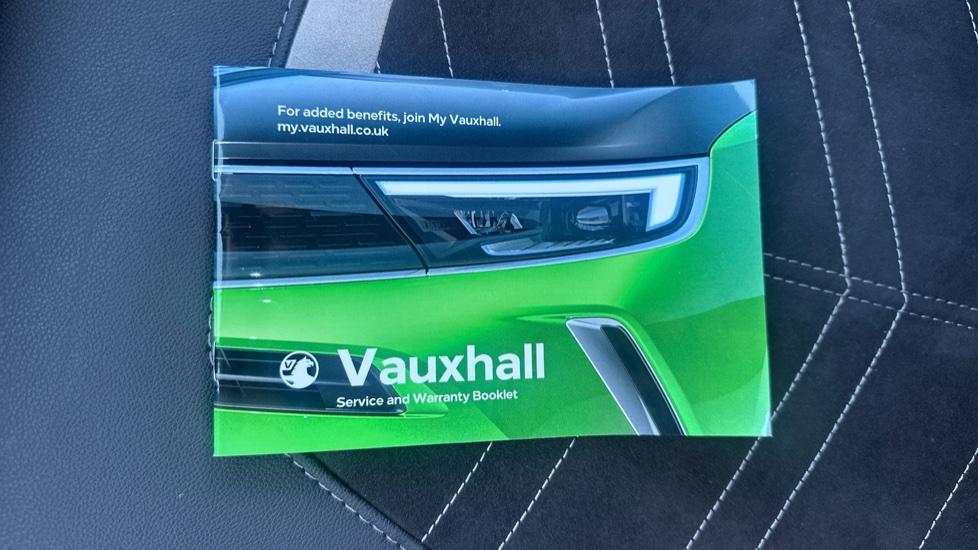 For added benefits, join My Vauxhall.
my.vauxhall.co.uk
Vauxhall
Service and Warranty Booklet